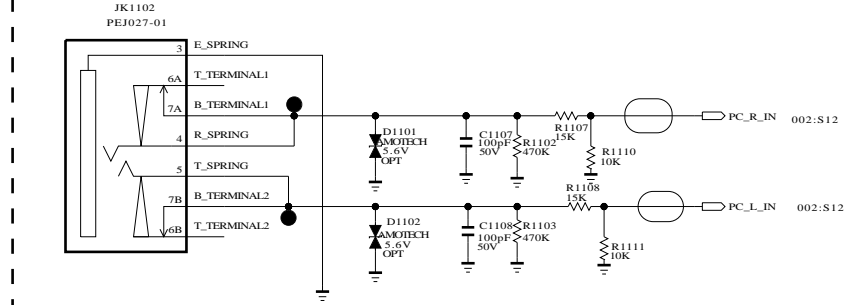 JK1102
PEJ027-01
3 E_SPRING
6A T_TERMINAL1
7A B_TERMINAL1
4 R_SPRING
5 T_SPRING
7B B_TERMINAL2
6B T_TERMINAL2
D1101
AMOTECH
5.6V
OPT
C1107
100pF
50V
R1102
470K
R1107
15K
R1110
10K
PC_R_IN 002:S12
D1102
AMOTECH
5.6V
OPT
C1108
100pF
50V
R1103
470K
R1108
15K
R1111
10K
PC_L_IN 002:S12